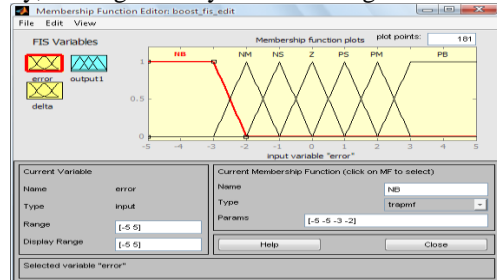 Membership Function Editor: boost_fis_edit
File Edit View
FIS Variables
error
output1
delta
Membership function plots
plot points:
181
NB NM NS Z PS PM PB
1
0.5
0
-5 -4 -3 -2 -1 0 1 2 3 4 5
input variable "error"
Current Variable
Name error
Type input
Range [-5 5]
Display Range [-5 5]
Current Membership Function (click on MF to select)
Name NB
Type trapmf
Params [-5 -5 -3 -2]
Help Close
Selected variable "error"